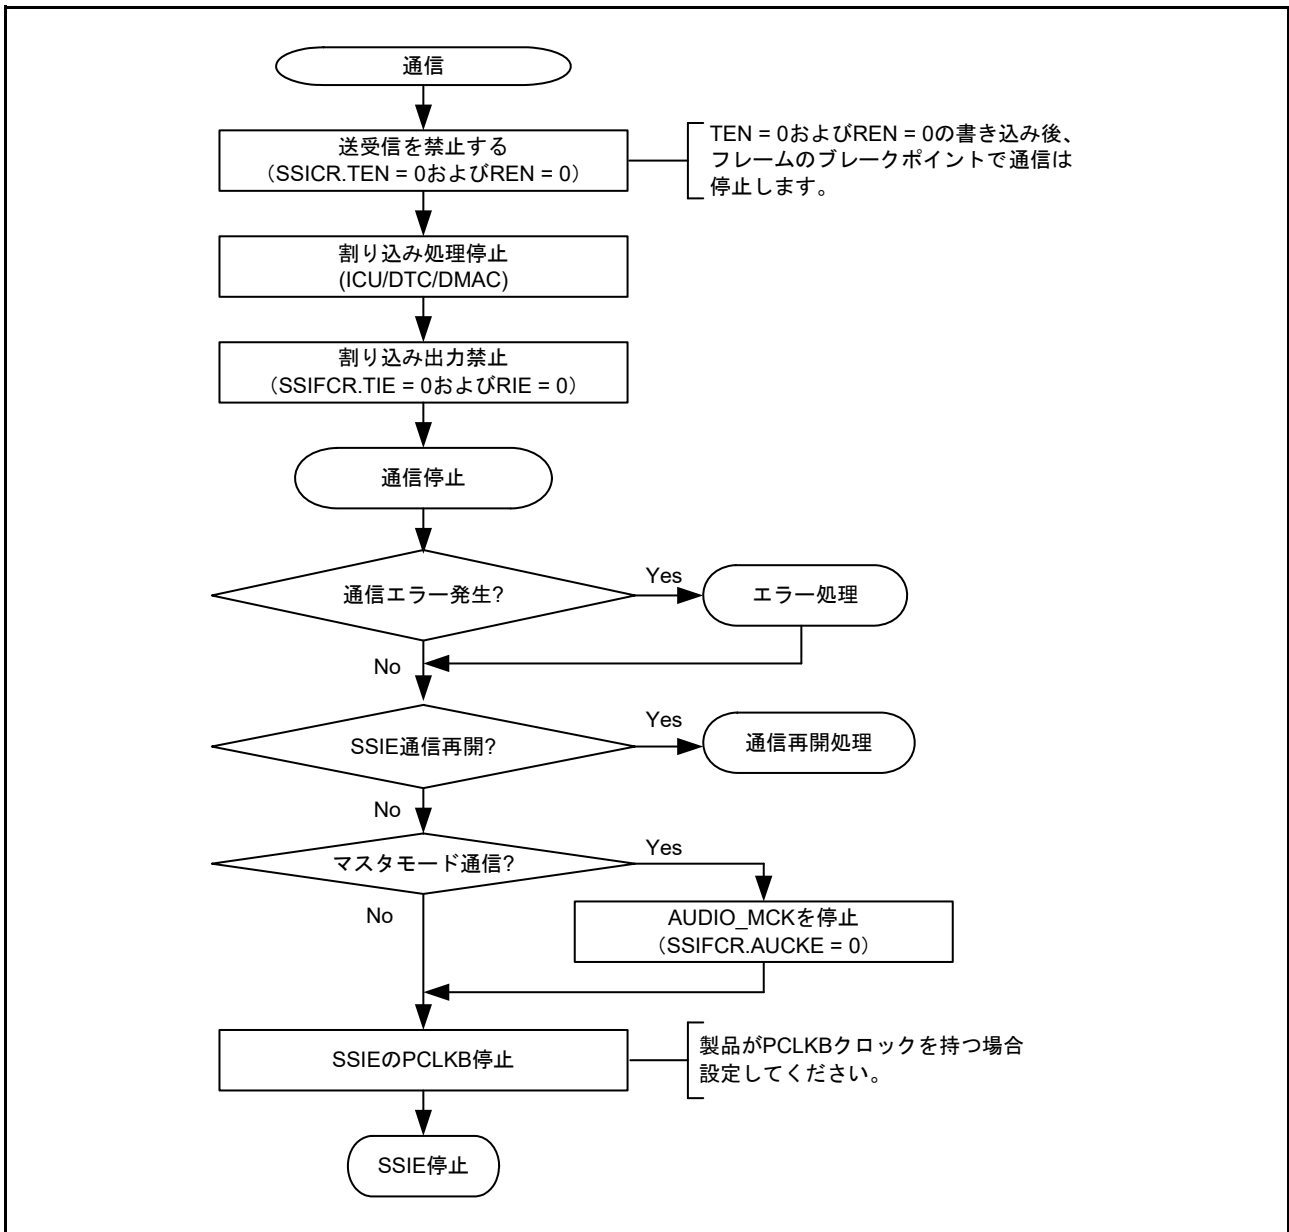 通信
送受信を禁止する
（SSICR.TEN = 0およびREN = 0）
TEN = 0およびREN = 0の書き込み後、
フレームのブレークポイントで通信は
停止します。
割り込み処理停止
(ICU/DTC/DMAC)
割り込み出力禁止
（SSIFCR.TIE = 0およびRIE = 0）
通信停止
通信エラー発生?
Yes
エラー処理
No
SSIE通信再開?
Yes
通信再開処理
No
マスタモード通信?
Yes
No
AUDIO_MCKを停止
（SSIFCR.AUCKE = 0）
SSIEのPCLKB停止
製品がPCLKBクロックを持つ場合
設定してください。
SSIE停止